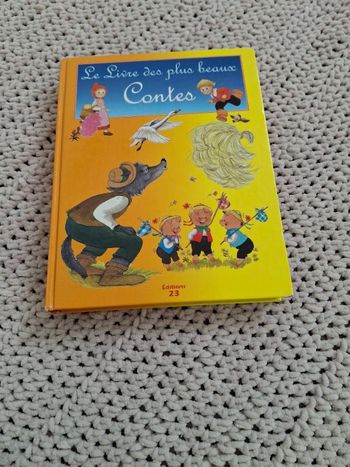 Le Livre des plus beaux
Contes
Éditions
23